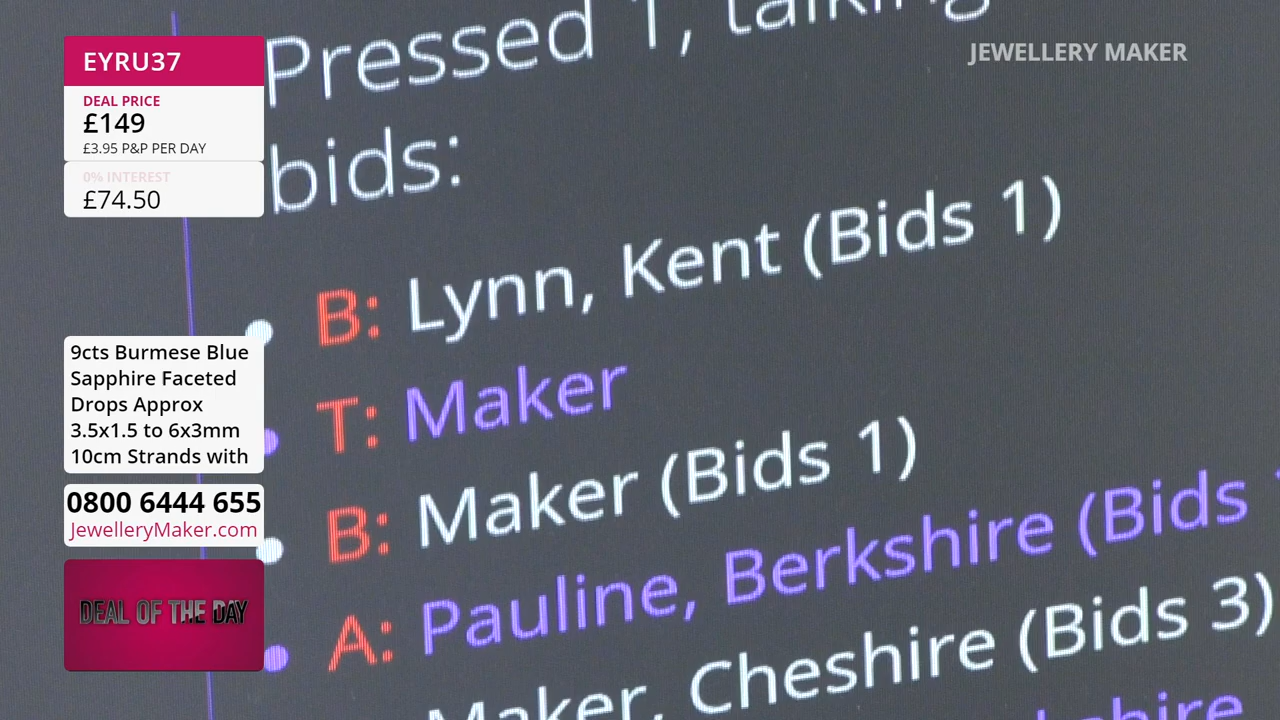 EYRU37
DEAL PRICE
£149
£3.95 P&P PER DAY
0% INTEREST
£74.50
9cts Burmese Blue
Sapphire Faceted
Drops Approx
3.5x1.5 to 6x3mm
10cm Strands with
0800 6444 655
JewelleryMaker.com
DEAL OF THE DAY
JEWELLERY MAKER
Pressed 1, talking
bids:
B: Lynn, Kent (Bids 1)
T: Maker
B: Maker (Bids 1)
A: Pauline, Berkshire (Bids
Maker, Cheshire (Bids 3)